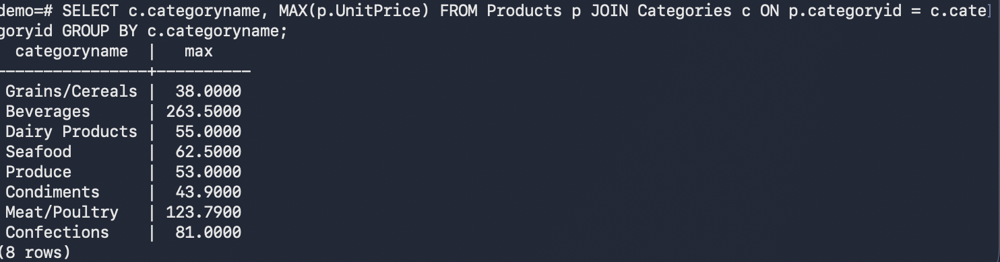 demo=# SELECT c.categoryname, MAX(p.UnitPrice) FROM Products p JOIN Categories c ON p.categoryid = c.cate]
goryid GROUP BY c.categoryname;
  categoryname  |   max
----------------+----------
 Grains/Cereals |  38.0000
 Beverages      | 263.5000
 Dairy Products |  55.0000
 Seafood        |  62.5000
 Produce        |  53.0000
 Condiments     |  43.9000
 Meat/Poultry   | 123.7900
 Confections    |  81.0000
(8 rows)